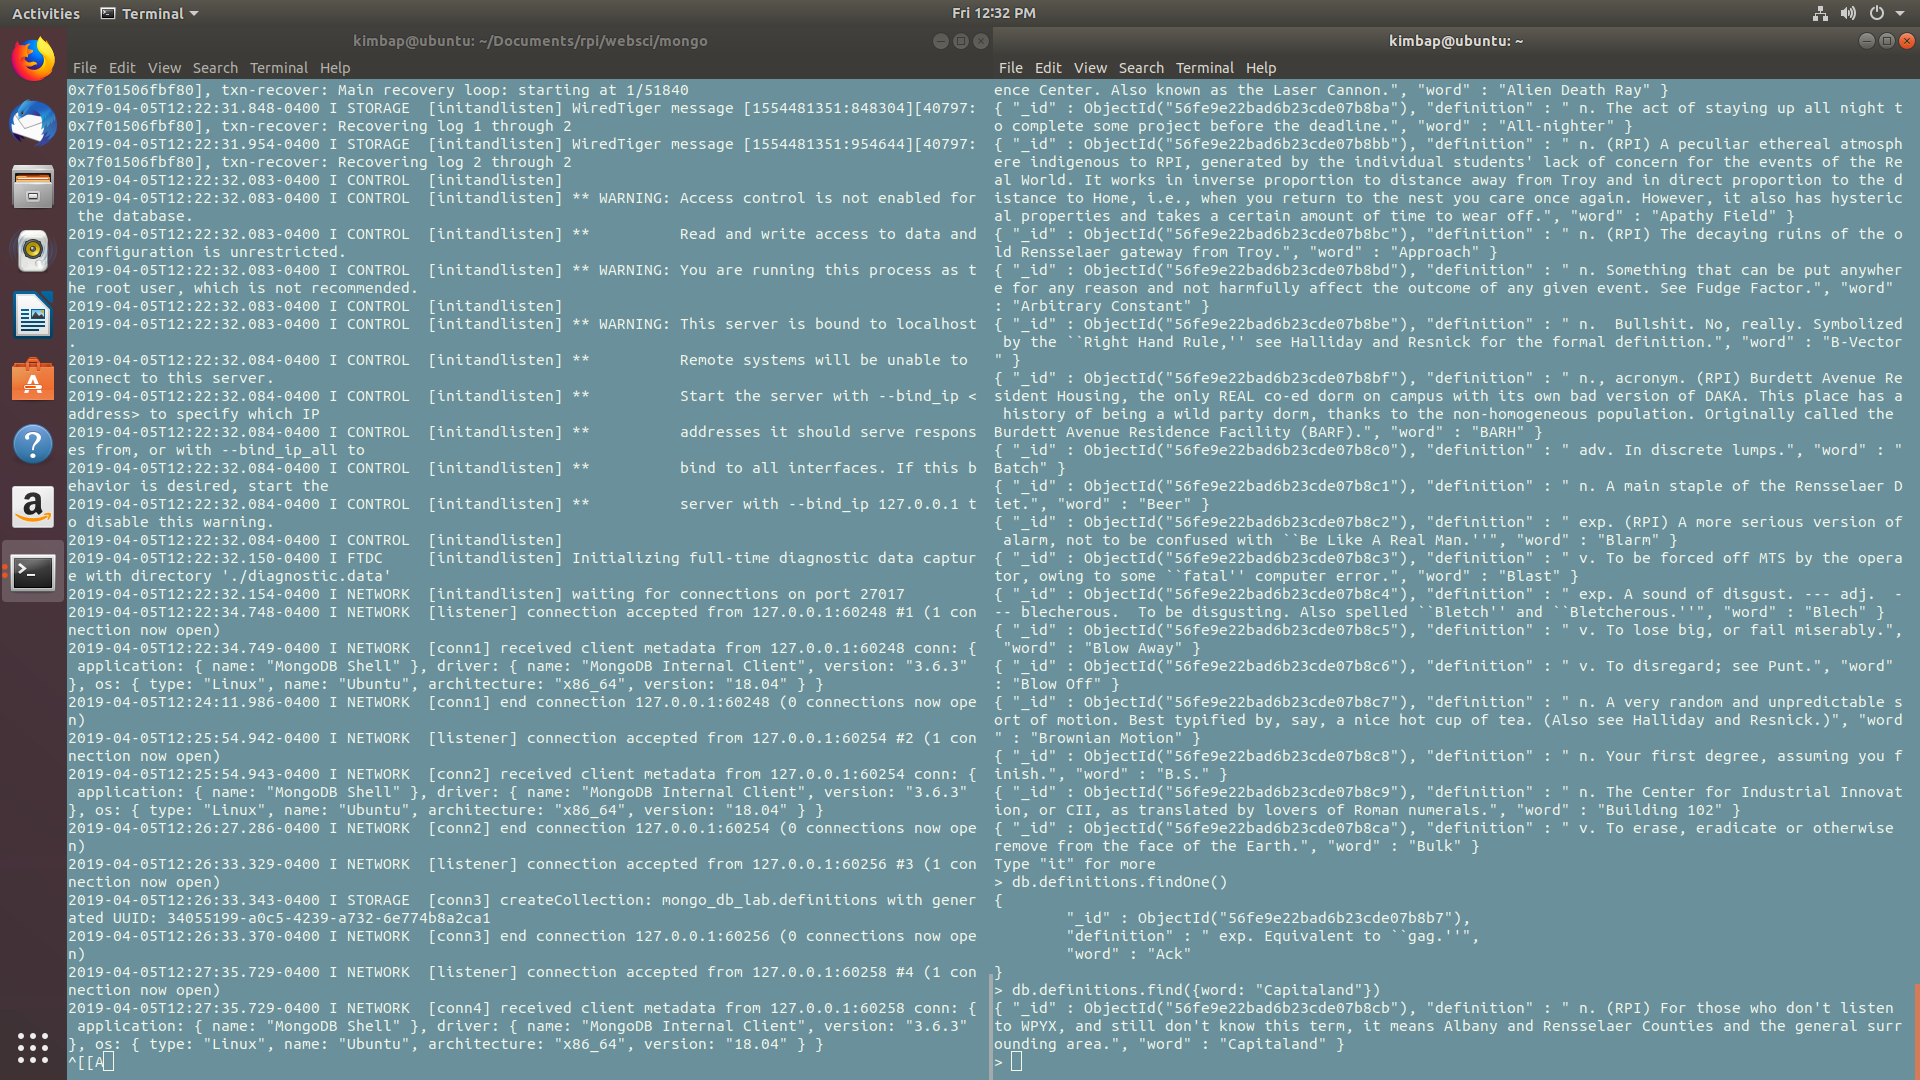 Activities
Terminal
Fri 12:32 PM
kimbap@ubuntu: ~/Documents/rpi/websci/mongo
File Edit View Search Terminal Help
0x7f01506fbf80], txn-recover: Main recovery loop: starting at 1/51840
2019-04-05T12:22:31.848-0400 I STORAGE  [initandlisten] WiredTiger message [1554481351:848304][40797:
0x7f01506fbf80], txn-recover: Recovering log 1 through 2
2019-04-05T12:22:31.954-0400 I STORAGE  [initandlisten] WiredTiger message [1554481351:954644][40797:
0x7f01506fbf80], txn-recover: Recovering log 2 through 2
2019-04-05T12:22:32.083-0400 I CONTROL  [initandlisten]
2019-04-05T12:22:32.083-0400 I CONTROL  [initandlisten] ** WARNING: Access control is not enabled for
 the database.
2019-04-05T12:22:32.083-0400 I CONTROL  [initandlisten] **          Read and write access to data and
 configuration is unrestricted.
2019-04-05T12:22:32.083-0400 I CONTROL  [initandlisten] ** WARNING: You are running this process as t
he root user, which is not recommended.
2019-04-05T12:22:32.083-0400 I CONTROL  [initandlisten]
2019-04-05T12:22:32.083-0400 I CONTROL  [initandlisten] ** WARNING: This server is bound to localhost
.
2019-04-05T12:22:32.084-0400 I CONTROL  [initandlisten] **          Remote systems will be unable to
connect to this server.
2019-04-05T12:22:32.084-0400 I CONTROL  [initandlisten] **          Start the server with --bind_ip <
address> to specify which IP
2019-04-05T12:22:32.084-0400 I CONTROL  [initandlisten] **          addresses it should serve respons
es from, or with --bind_ip_all to
2019-04-05T12:22:32.084-0400 I CONTROL  [initandlisten] **          bind to all interfaces. If this b
ehavior is desired, start the
2019-04-05T12:22:32.084-0400 I CONTROL  [initandlisten] **          server with --bind_ip 127.0.0.1 t
o disable this warning.
2019-04-05T12:22:32.084-0400 I CONTROL  [initandlisten]
2019-04-05T12:22:32.150-0400 I FTDC     [initandlisten] Initializing full-time diagnostic data captur
e with directory './diagnostic.data'
2019-04-05T12:22:32.154-0400 I NETWORK  [initandlisten] waiting for connections on port 27017
2019-04-05T12:22:34.748-0400 I NETWORK  [listener] connection accepted from 127.0.0.1:60248 #1 (1 con
nection now open)
2019-04-05T12:22:34.749-0400 I NETWORK  [conn1] received client metadata from 127.0.0.1:60248 conn: {
 application: { name: "MongoDB Shell" }, driver: { name: "MongoDB Internal Client", version: "3.6.3"
}, os: { type: "Linux", name: "Ubuntu", architecture: "x86_64", version: "18.04" } }
2019-04-05T12:24:11.986-0400 I NETWORK  [conn1] end connection 127.0.0.1:60248 (0 connections now ope
n)
2019-04-05T12:25:54.942-0400 I NETWORK  [listener] connection accepted from 127.0.0.1:60254 #2 (1 con
nection now open)
2019-04-05T12:25:54.943-0400 I NETWORK  [conn2] received client metadata from 127.0.0.1:60254 conn: {
 application: { name: "MongoDB Shell" }, driver: { name: "MongoDB Internal Client", version: "3.6.3"
}, os: { type: "Linux", name: "Ubuntu", architecture: "x86_64", version: "18.04" } }
2019-04-05T12:26:27.286-0400 I NETWORK  [conn2] end connection 127.0.0.1:60254 (0 connections now ope
n)
2019-04-05T12:26:33.329-0400 I NETWORK  [listener] connection accepted from 127.0.0.1:60256 #3 (1 con
nection now open)
2019-04-05T12:26:33.343-0400 I STORAGE  [conn3] createCollection: mongo_db_lab.definitions with gener
ated UUID: 34055199-a0c5-4239-a732-6e774b8a2ca1
2019-04-05T12:26:33.370-0400 I NETWORK  [conn3] end connection 127.0.0.1:60256 (0 connections now ope
n)
2019-04-05T12:27:35.729-0400 I NETWORK  [listener] connection accepted from 127.0.0.1:60258 #4 (1 con
nection now open)
2019-04-05T12:27:35.729-0400 I NETWORK  [conn4] received client metadata from 127.0.0.1:60258 conn: {
 application: { name: "MongoDB Shell" }, driver: { name: "MongoDB Internal Client", version: "3.6.3"
}, os: { type: "Linux", name: "Ubuntu", architecture: "x86_64", version: "18.04" } }
^[[A
kimbap@ubuntu: ~
File Edit View Search Terminal Help
ence Center. Also known as the Laser Cannon.", "word" : "Alien Death Ray" }
{ "_id" : ObjectId("56fe9e22bad6b23cde07b8ba"), "definition" : " n. The act of staying up all night t
o complete some project before the deadline.", "word" : "All-nighter" }
{ "_id" : ObjectId("56fe9e22bad6b23cde07b8bb"), "definition" : " n. (RPI) A peculiar ethereal atmosph
ere indigenous to RPI, generated by the individual students' lack of concern for the events of the Re
al World. It works in inverse proportion to distance away from Troy and in direct proportion to the d
istance to Home, i.e., when you return to the nest you care once again. However, it also has hysteric
al properties and takes a certain amount of time to wear off.", "word" : "Apathy Field" }
{ "_id" : ObjectId("56fe9e22bad6b23cde07b8bc"), "definition" : " n. (RPI) The decaying ruins of the o
ld Rensselaer gateway from Troy.", "word" : "Approach" }
{ "_id" : ObjectId("56fe9e22bad6b23cde07b8bd"), "definition" : " n. Something that can be put anywher
e for any reason and not harmfully affect the outcome of any given event. See Fudge Factor.", "word"
: "Arbitrary Constant" }
{ "_id" : ObjectId("56fe9e22bad6b23cde07b8be"), "definition" : " n.  Bullshit. No, really. Symbolized
 by the ``Right Hand Rule,'' see Halliday and Resnick for the formal definition.", "word" : "B-Vector
" }
{ "_id" : ObjectId("56fe9e22bad6b23cde07b8bf"), "definition" : " n., acronym. (RPI) Burdett Avenue Re
sident Housing, the only REAL co-ed dorm on campus with its own bad version of DAKA. This place has a
 history of being a wild party dorm, thanks to the non-homogeneous population. Originally called the
Burdett Avenue Residence Facility (BARF).", "word" : "BARH" }
{ "_id" : ObjectId("56fe9e22bad6b23cde07b8c0"), "definition" : " adv. In discrete lumps.", "word" : "
Batch" }
{ "_id" : ObjectId("56fe9e22bad6b23cde07b8c1"), "definition" : " n. A main staple of the Rensselaer D
iet.", "word" : "Beer" }
{ "_id" : ObjectId("56fe9e22bad6b23cde07b8c2"), "definition" : " exp. (RPI) A more serious version of
 alarm, not to be confused with ``Be Like A Real Man.''", "word" : "Blarm" }
{ "_id" : ObjectId("56fe9e22bad6b23cde07b8c3"), "definition" : " v. To be forced off MTS by the opera
tor, owing to some ``fatal'' computer error.", "word" : "Blast" }
{ "_id" : ObjectId("56fe9e22bad6b23cde07b8c4"), "definition" : " exp. A sound of disgust. --- adj.  -
-- blecherous.  To be disgusting. Also spelled ``Bletch'' and ``Bletcherous.''", "word" : "Blech" }
{ "_id" : ObjectId("56fe9e22bad6b23cde07b8c5"), "definition" : " v. To lose big, or fail miserably.",
 "word" : "Blow Away" }
{ "_id" : ObjectId("56fe9e22bad6b23cde07b8c6"), "definition" : " v. To disregard; see Punt.", "word"
: "Blow Off" }
{ "_id" : ObjectId("56fe9e22bad6b23cde07b8c7"), "definition" : " n. A very random and unpredictable s
ort of motion. Best typified by, say, a nice hot cup of tea. (Also see Halliday and Resnick.)", "word
" : "Brownian Motion" }
{ "_id" : ObjectId("56fe9e22bad6b23cde07b8c8"), "definition" : " n. Your first degree, assuming you f
inish.", "word" : "B.S." }
{ "_id" : ObjectId("56fe9e22bad6b23cde07b8c9"), "definition" : " n. The Center for Industrial Innovat
ion, or CII, as translated by lovers of Roman numerals.", "word" : "Building 102" }
{ "_id" : ObjectId("56fe9e22bad6b23cde07b8ca"), "definition" : " v. To erase, eradicate or otherwise
remove from the face of the Earth.", "word" : "Bulk" }
Type "it" for more
> db.definitions.findOne()
{
        "_id" : ObjectId("56fe9e22bad6b23cde07b8b7"),
        "definition" : " exp. Equivalent to ``gag.''",
        "word" : "Ack"
}
> db.definitions.find({word: "Capitaland"})
{ "_id" : ObjectId("56fe9e22bad6b23cde07b8cb"), "definition" : " n. (RPI) For those who don't listen
to WPYX, and still don't know this term, it means Albany and Rensselaer Counties and the general surr
ounding area.", "word" : "Capitaland" }
>